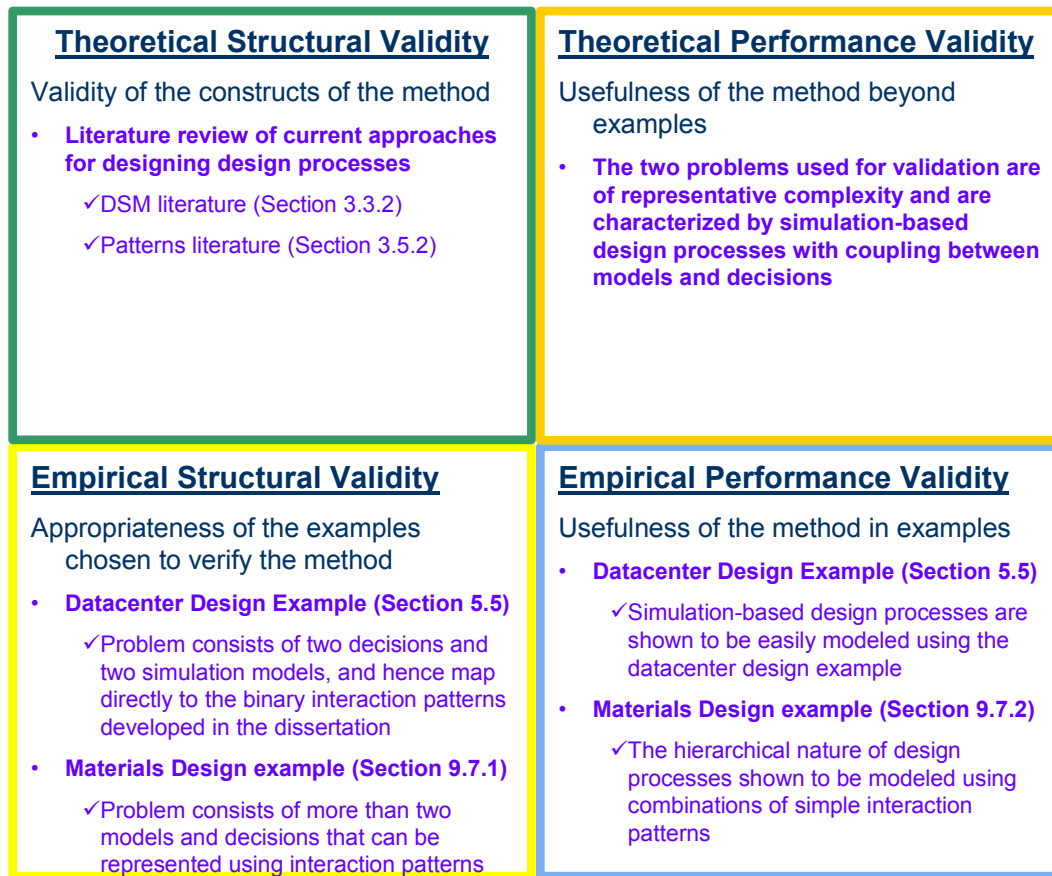 Theoretical Structural Validity
Validity of the constructs of the method
• Literature review of current approaches
for designing design processes
✓DSM literature (Section 3.3.2)
✓Patterns literature (Section 3.5.2)
Theoretical Performance Validity
Usefulness of the method beyond
examples
• The two problems used for validation are
of representative complexity and are
characterized by simulation-based
design processes with coupling between
models and decisions
Empirical Structural Validity
Appropriateness of the examples
chosen to verify the method
• Datacenter Design Example (Section 5.5)
✓Problem consists of two decisions and
two simulation models, and hence map
directly to the binary interaction patterns
developed in the dissertation
• Materials Design example (Section 9.7.1)
✓Problem consists of more than two
models and decisions that can be
represented using interaction patterns
Empirical Performance Validity
Usefulness of the method in examples
• Datacenter Design Example (Section 5.5)
✓Simulation-based design processes are
shown to be easily modeled using the
datacenter design example
• Materials Design example (Section 9.7.2)
✓The hierarchical nature of design
processes shown to be modeled using
combinations of simple interaction
patterns